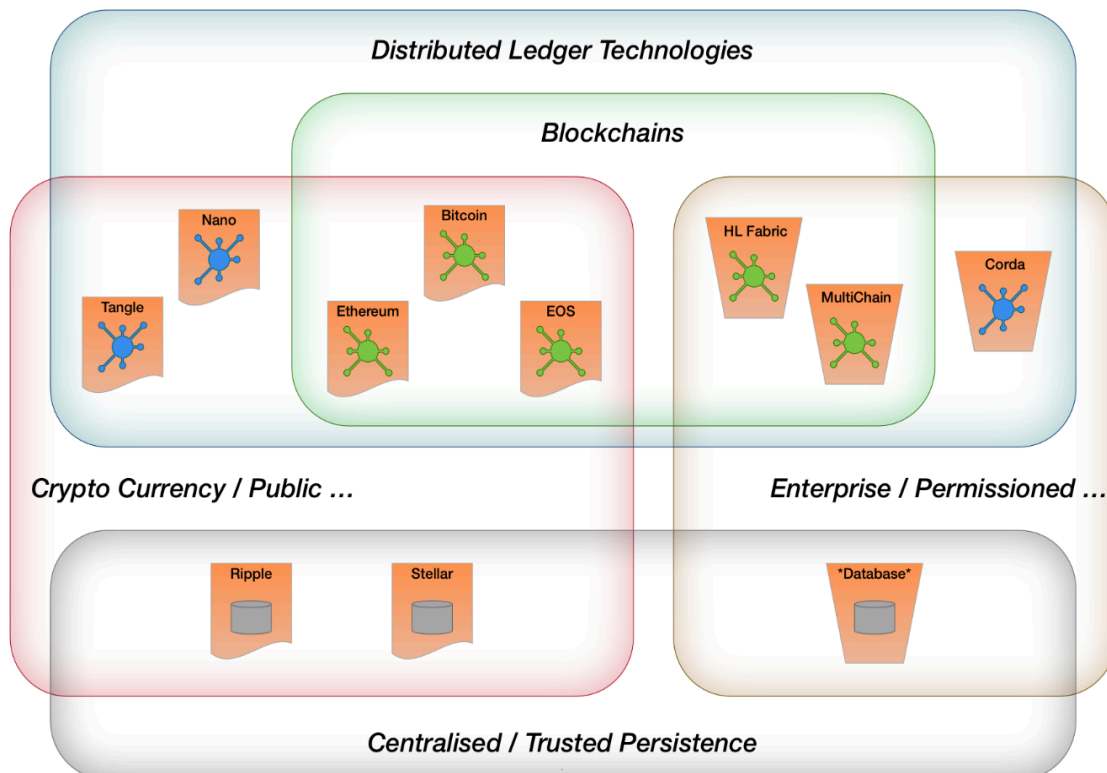 Distributed Ledger Technologies
Blockchains
Nano
Bitcoin
HL Fabric
Corda
Tangle
Ethereum
EOS
MultiChain
Crypto Currency / Public ...
Enterprise / Permissioned ...
Ripple
Stellar
*Database*
Centralised / Trusted Persistence